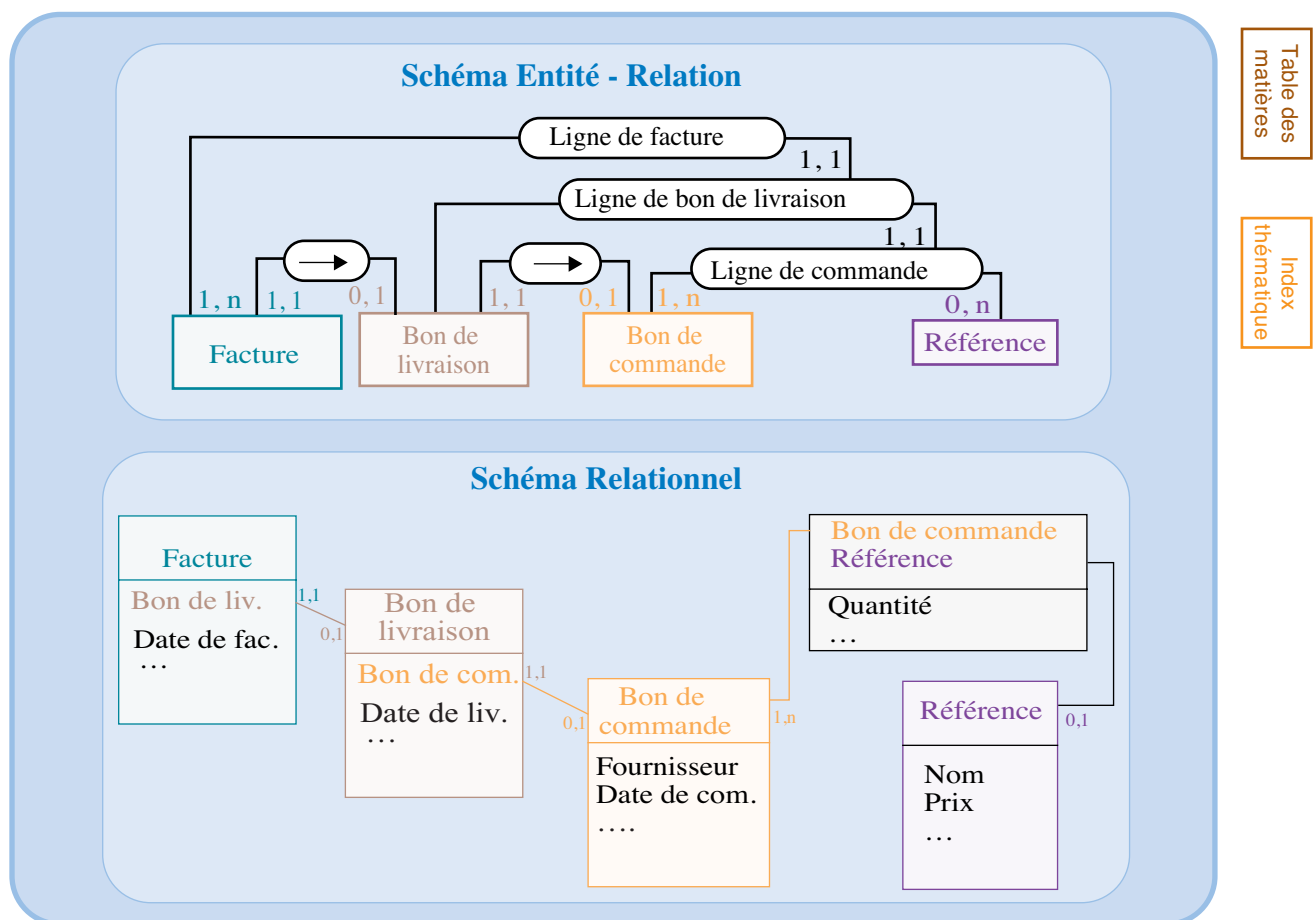 Schéma Entité - Relation
Ligne de facture
1, 1
Ligne de bon de livraison
1, 1
Ligne de commande
1, n
1, 1
0, 1
1, 1
0, 1
1, n
0, n
Facture
Bon de
livraison
Bon de
commande
Référence
Schéma Relationnel
Facture
Bon de liv.
Date de fac.
...
1,1
0,1
Bon de
livraison
Bon de com.
Date de liv.
...
1,1
0,1
Bon de
commande
Fournisseur
Date de com.
....
1,n
Bon de commande
Référence
Quantité
...
Référence
0,1
Nom
Prix
...
Table des
matières
Index
thématique